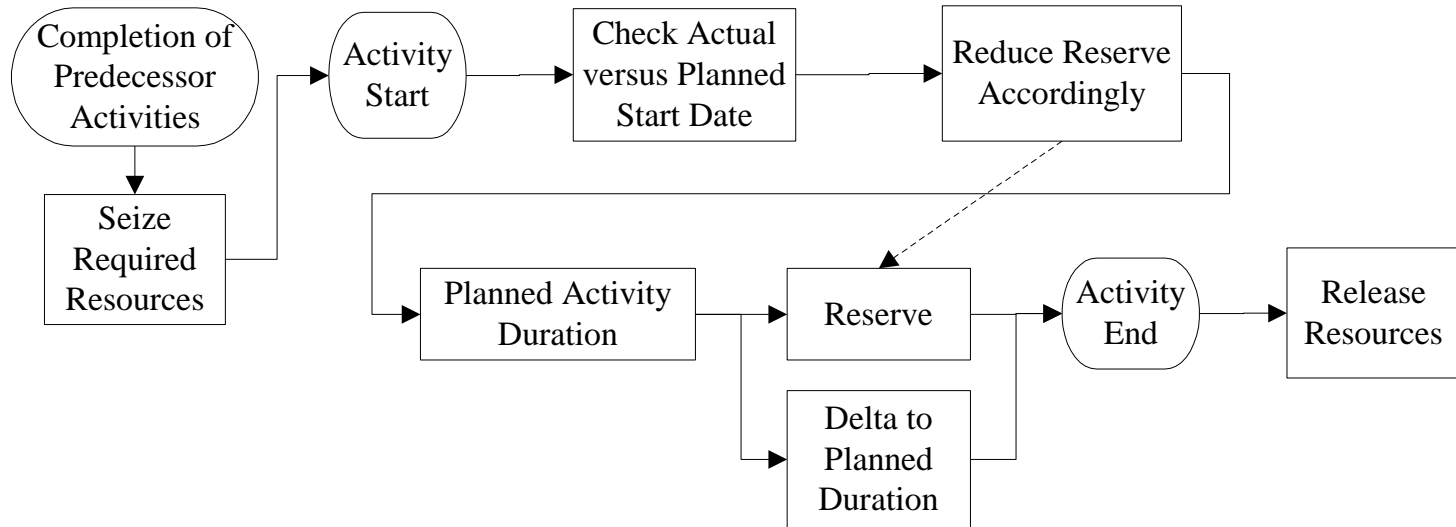 Completion of
Predecessor
Activities
Seize
Required
Resources
Activity
Start
Check Actual
versus Planned
Start Date
Reduce Reserve
Accordingly
Planned Activity
Duration
Reserve
Delta to
Planned
Duration
Activity
End
Release
Resources